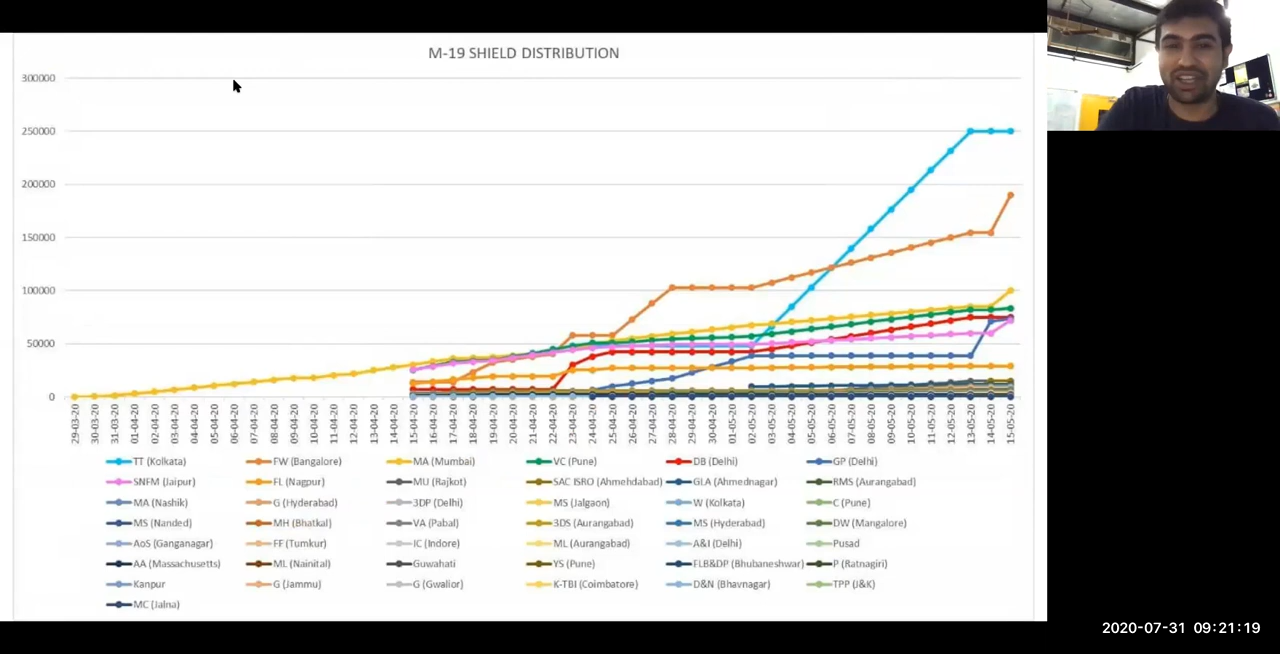 M-19 SHIELD DISTRIBUTION
300000
250000
200000
150000
100000
50000
0
29-03-20 30-03-20 31-03-20 01-04-20 02-04-20 03-04-20 04-04-20 05-04-20 06-04-20 07-04-20 08-04-20 09-04-20 10-04-20 11-04-20 12-04-20 13-04-20 14-04-20 15-04-20 16-04-20 17-04-20 18-04-20 19-04-20 20-04-20 21-04-20 22-04-20 23-04-20 24-04-20 25-04-20 26-04-20 27-04-20 28-04-20 29-04-20 30-04-20 01-05-20 02-05-20 03-05-20 04-05-20 05-05-20 06-05-20 07-05-20 08-05-20 09-05-20 10-05-20 11-05-20 12-05-20 13-05-20 14-05-20 15-05-20
TT (Kolkata) FW (Bangalore) MA (Mumbai) VC (Pune) DB (Delhi) GP (Delhi)
SNFM (Jaipur) FL (Nagpur) MU (Rajkot) SAC ISRO (Ahmehdabad) GLA (Ahmednagar) RMS (Aurangabad)
MA (Nashik) G (Hyderabad) 3DP (Delhi) MS (Jalgaon) W (Kolkata) C (Pune)
MS (Nanded) MH (Bhatkal) VA (Pabal) 3DS (Aurangabad) MS (Hyderabad) DW (Mangalore)
AoS (Ganganagar) FF (Tumkur) IC (Indore) ML (Aurangabad) A&I (Delhi) Pusad
AA (Massachusetts) ML (Nainital) Guwahati YS (Pune) FLB&DP (Bhubaneshwar) P (Ratnagiri)
Kanpur G (Jammu) G (Gwalior) K-TBI (Coimbatore) D&N (Bhavnagar) TPP (J&K)
MC (Jalna)
2020-07-31 09:21:19